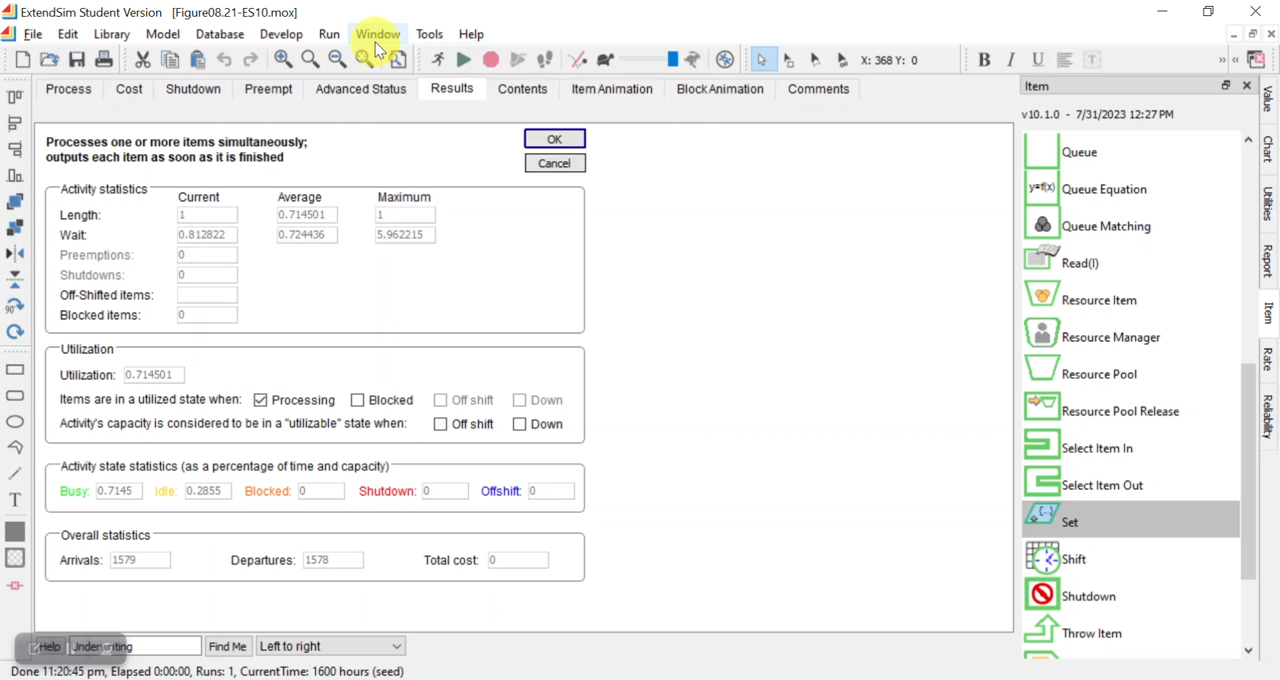 ExtendSim Student Version [Figure08.21-ES10.mox]
File Edit Library Model Database Develop Run Window Tools Help
X: 368 Y: 0 B I U T » «
Process Cost Shutdown Preempt Advanced Status Results Contents Item Animation Block Animation Comments
Processes one or more items simultaneously;
outputs each item as soon as it is finished
OK
Cancel
Activity statistics
Current Average Maximum
Length: 1 0.714501 1
Wait: 0.812822 0.724436 5.962215
Preemptions: 0
Shutdowns: 0
Off-Shifted items:
Blocked items: 0
Utilization
Utilization: 0.714501
Items are in a utilized state when: Processing Blocked Off shift Down
Activity's capacity is considered to be in a "utilizable" state when: Off shift Down
Activity state statistics (as a percentage of time and capacity)
Busy: 0.7145 Idle: 0.2855 Blocked: 0 Shutdown: 0 Offshift: 0
Overall statistics
Arrivals: 1579 Departures: 1578 Total cost: 0
Help Underwriting Find Me Left to right
Done 11:20:45 pm, Elapsed 0:00:00, Runs: 1, CurrentTime: 1600 hours (seed)
90°
T
Item
v10.1.0 - 7/31/2023 12:27 PM
Queue
y=f(x) Queue Equation
Queue Matching
Read(I)
Resource Item
Resource Manager
Resource Pool
Resource Pool Release
Select Item In
Select Item Out
Set
Shift
Shutdown
Throw Item
Value
Chart
Utilities
Report
Item
Rate
Reliability